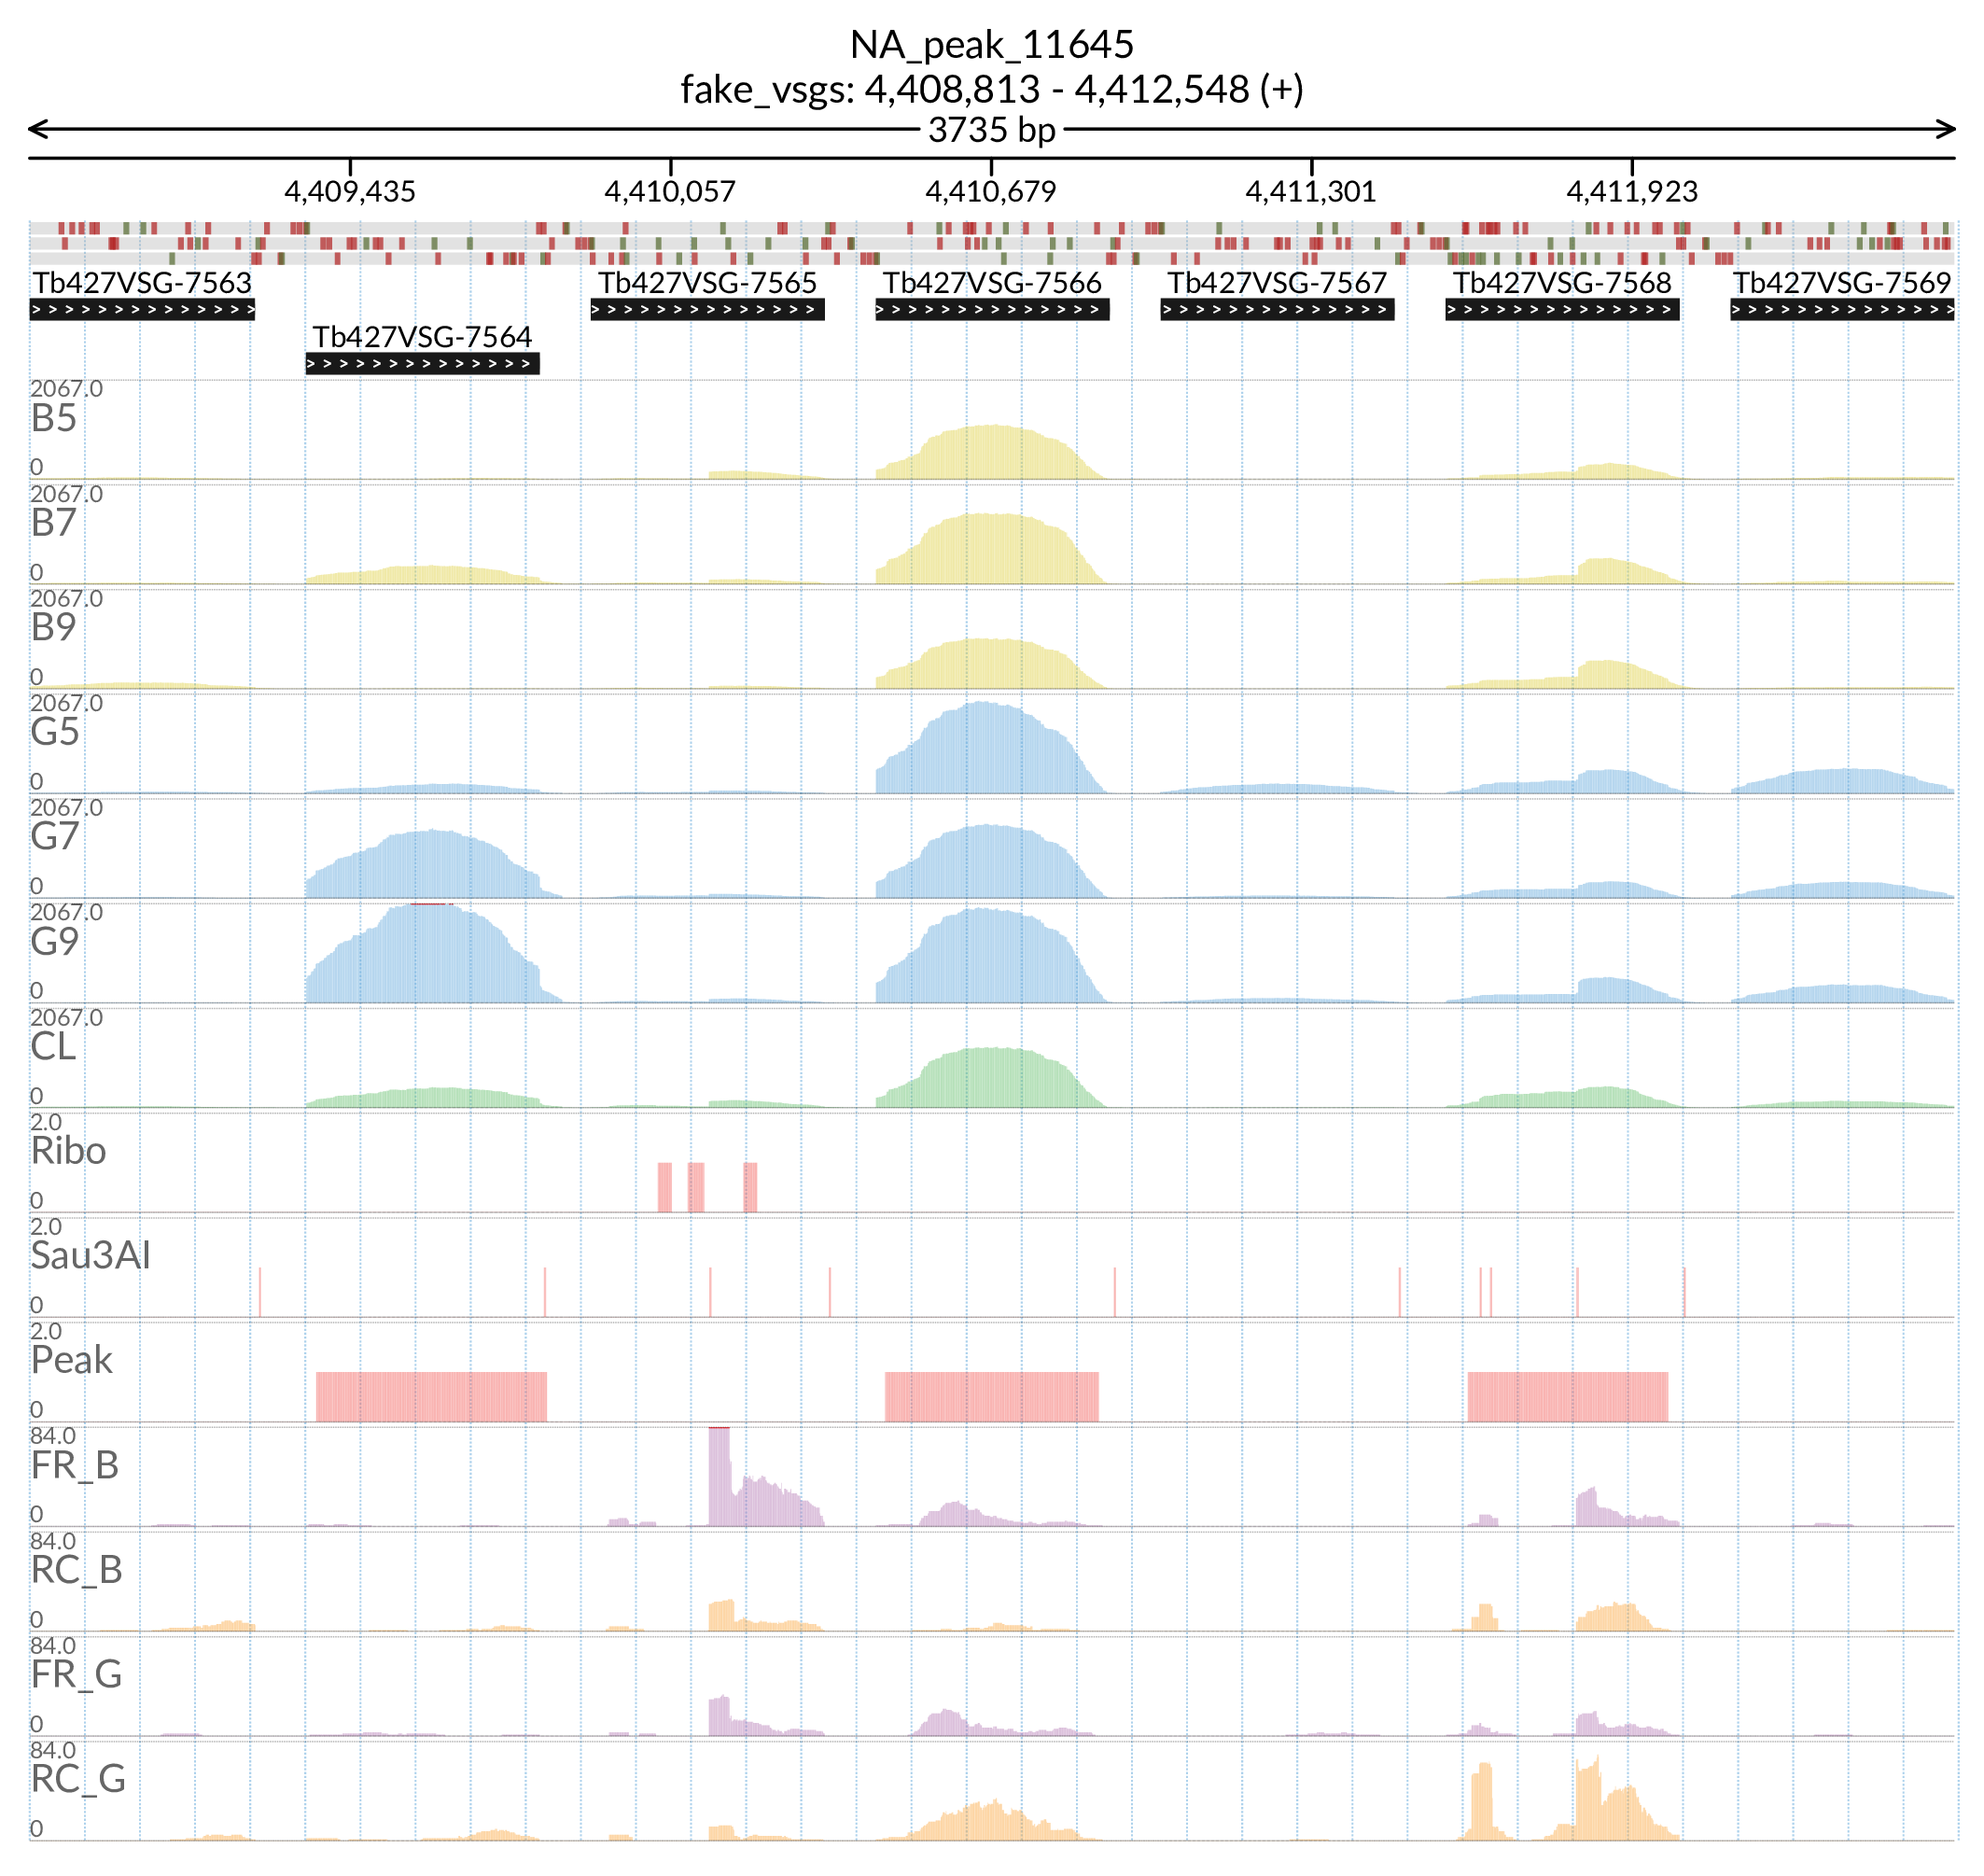 NA_peak_11645
fake_vsgs: 4,408,813 - 4,412,548 (+)
3735 bp
4,409,435 4,410,057 4,410,679 4,411,301 4,411,923
Tb427VSG-7563 Tb427VSG-7565 Tb427VSG-7566 Tb427VSG-7567 Tb427VSG-7568 Tb427VSG-7569
Tb427VSG-7564
2067.0
B5
0
2067.0
B7
0
2067.0
B9
0
2067.0
G5
0
2067.0
G7
0
2067.0
G9
0
2067.0
CL
0
2.0
Ribo
0
2.0
Sau3AI
0
2.0
Peak
0
84.0
FR_B
0
84.0
RC_B
0
84.0
FR_G
0
84.0
RC_G
0